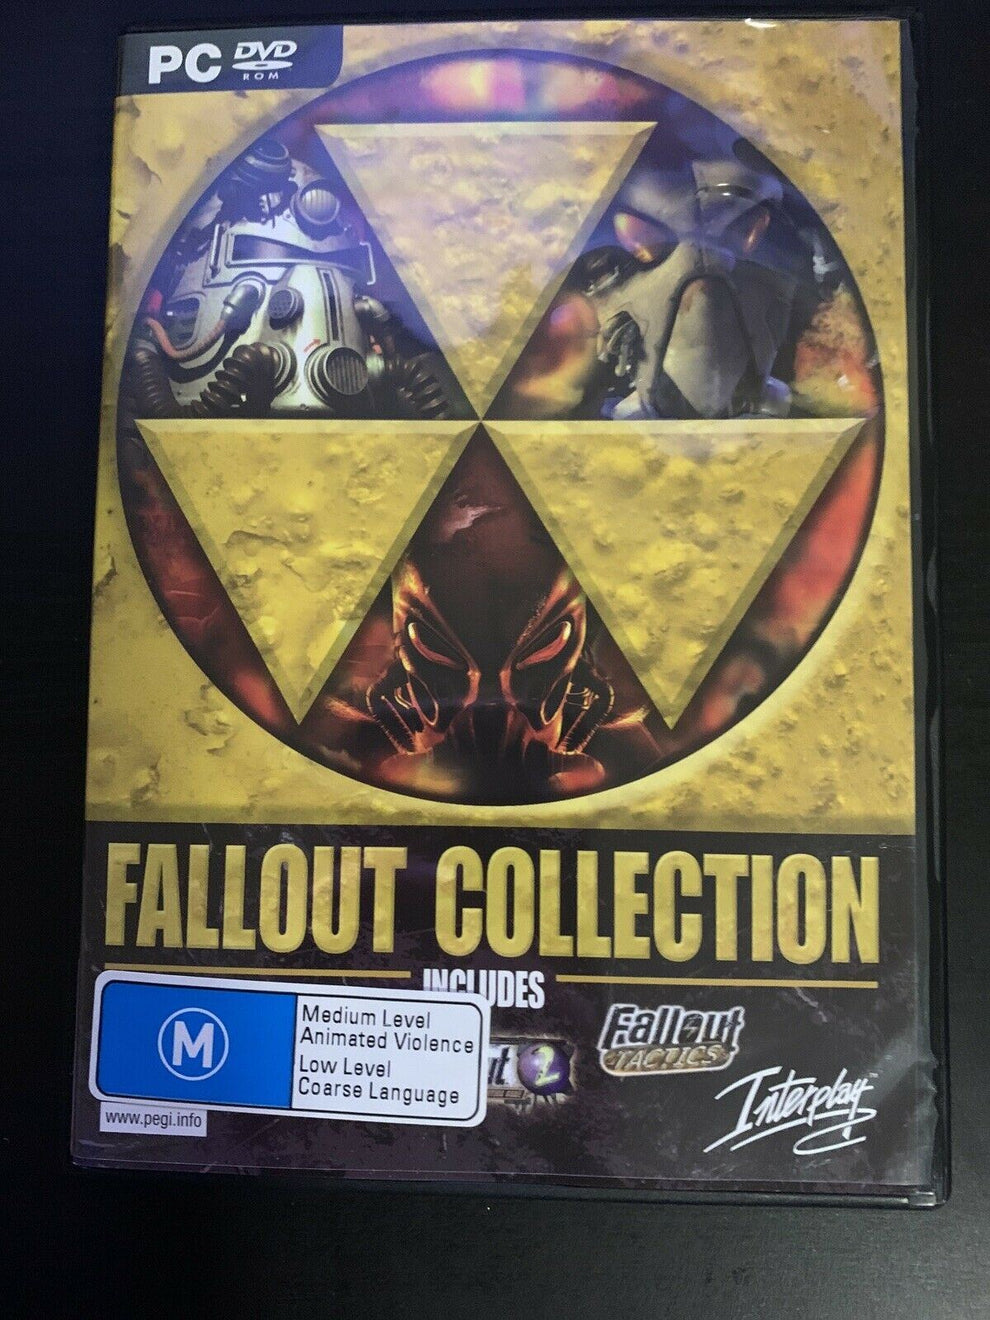 PC DVD
ROM
FALLOUT COLLECTION
INCLUDES
M
Medium Level
Animated Violence
Low Level
Coarse Language
2
Fallout
TACTICS
Interplay
www.pegi.info